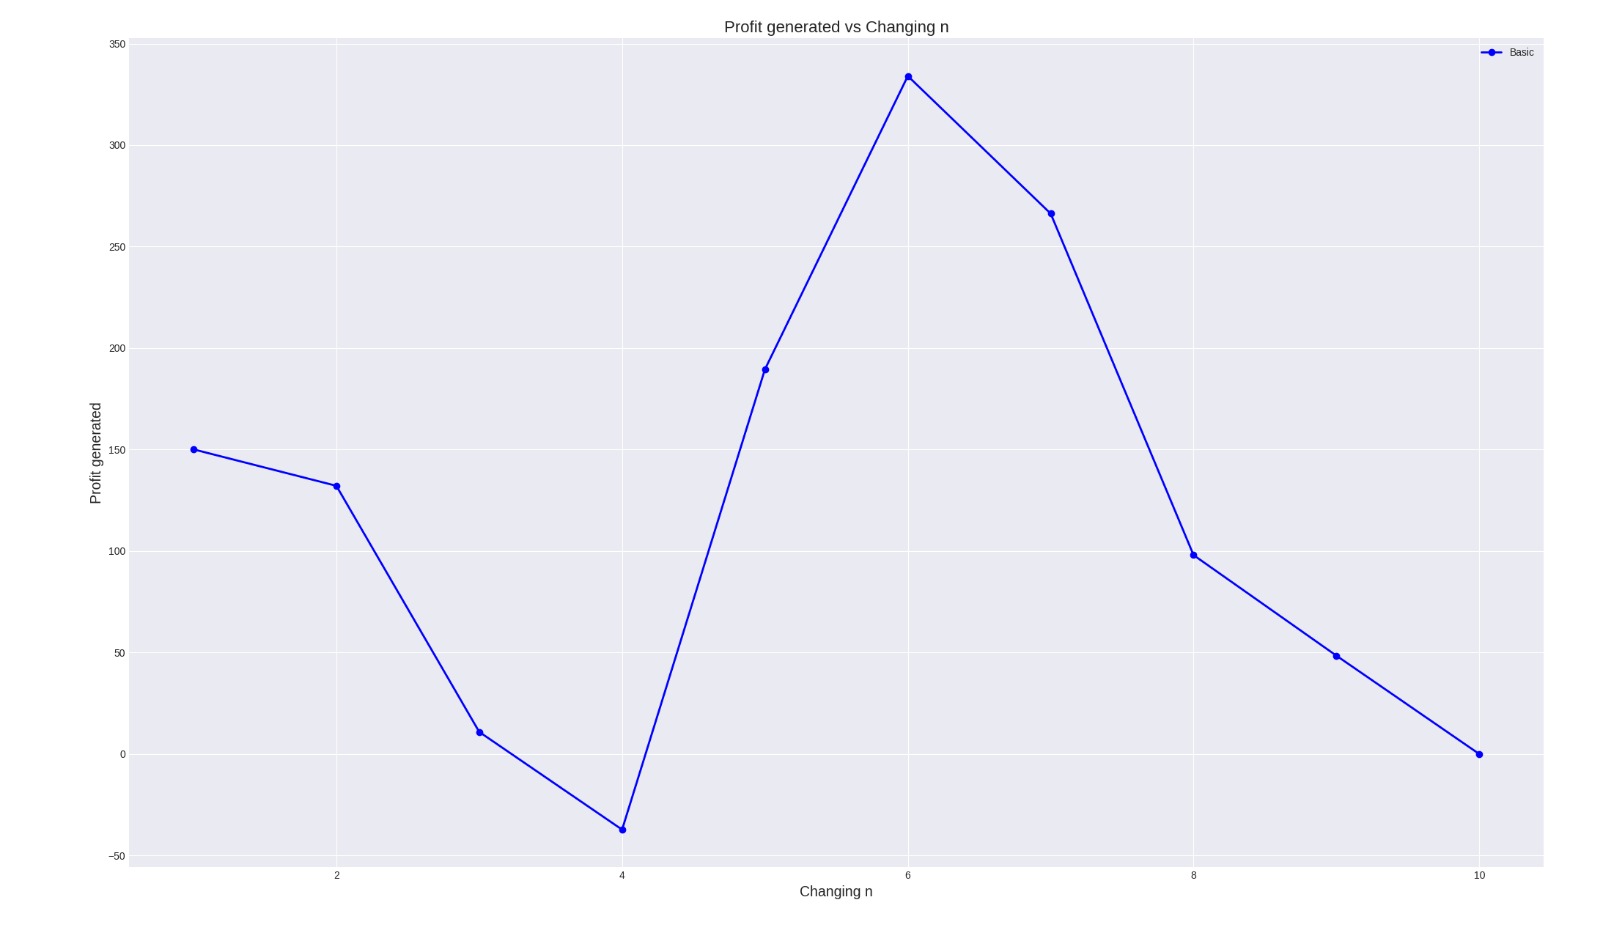 Profit generated vs Changing n
Basic
350
300
250
200
150
100
50
0
−50
Profit generated
2 4 6 8 10
Changing n